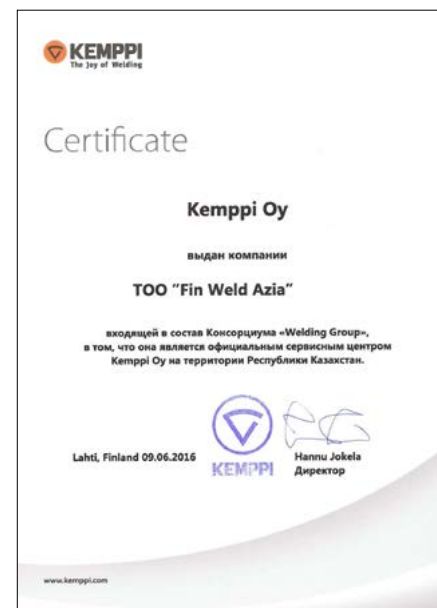 KEMPPI
The Joy of Welding
Certificate
Kemppi Oy
выдан компании
ТОО "Fin Weld Azia"
входящей в состав Консорциума «Welding Group»,
в том, что она является официальным сервисным центром
Kemppi Oy на территории Республики Казахстан.
KEMPPI
Lahti, Finland 09.06.2016
Hannu Jokela
Директор
www.kemppi.com